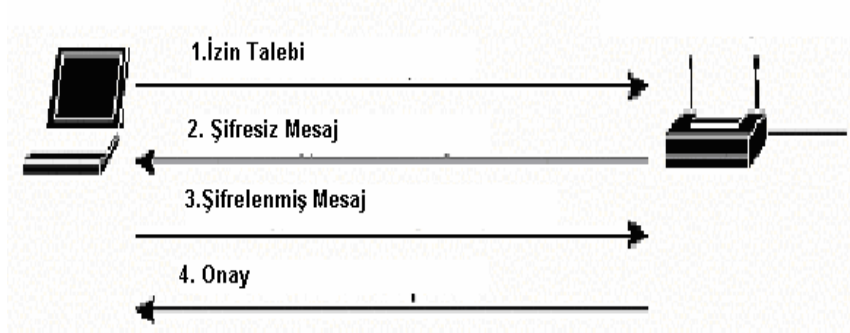 1.İzin Talebi
2. Şifresiz Mesaj
3.Şifrelenmiş Mesaj
4. Onay